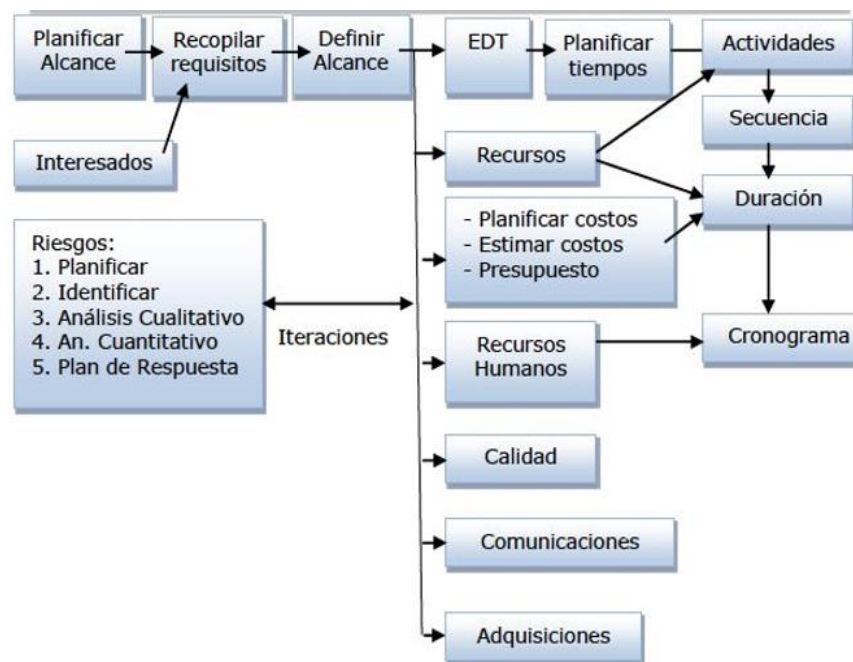 Planificar
Alcance
Recopilar
requisitos
Definir
Alcance
EDT
Planificar
tiempos
Actividades
Secuencia
Interesados
Recursos
Duración
- Planificar costos
- Estimar costos
- Presupuesto
Riesgos:
1. Planificar
2. Identificar
3. Análisis Cualitativo
4. An. Cuantitativo
5. Plan de Respuesta
Iteraciones
Recursos
Humanos
Cronograma
Calidad
Comunicaciones
Adquisiciones